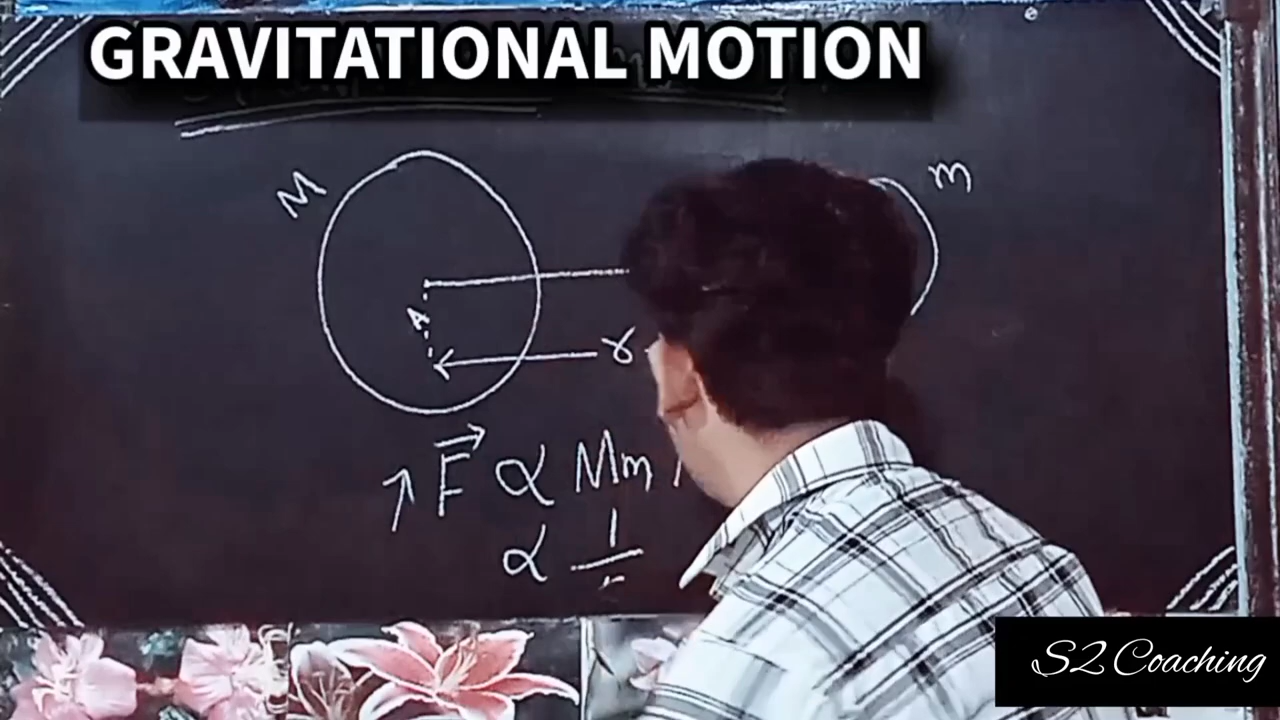 GRAVITATIONAL MOTION
M
m
A
r
↑ F⃗ ∝ Mm
∝ 1/r
S2 Coaching